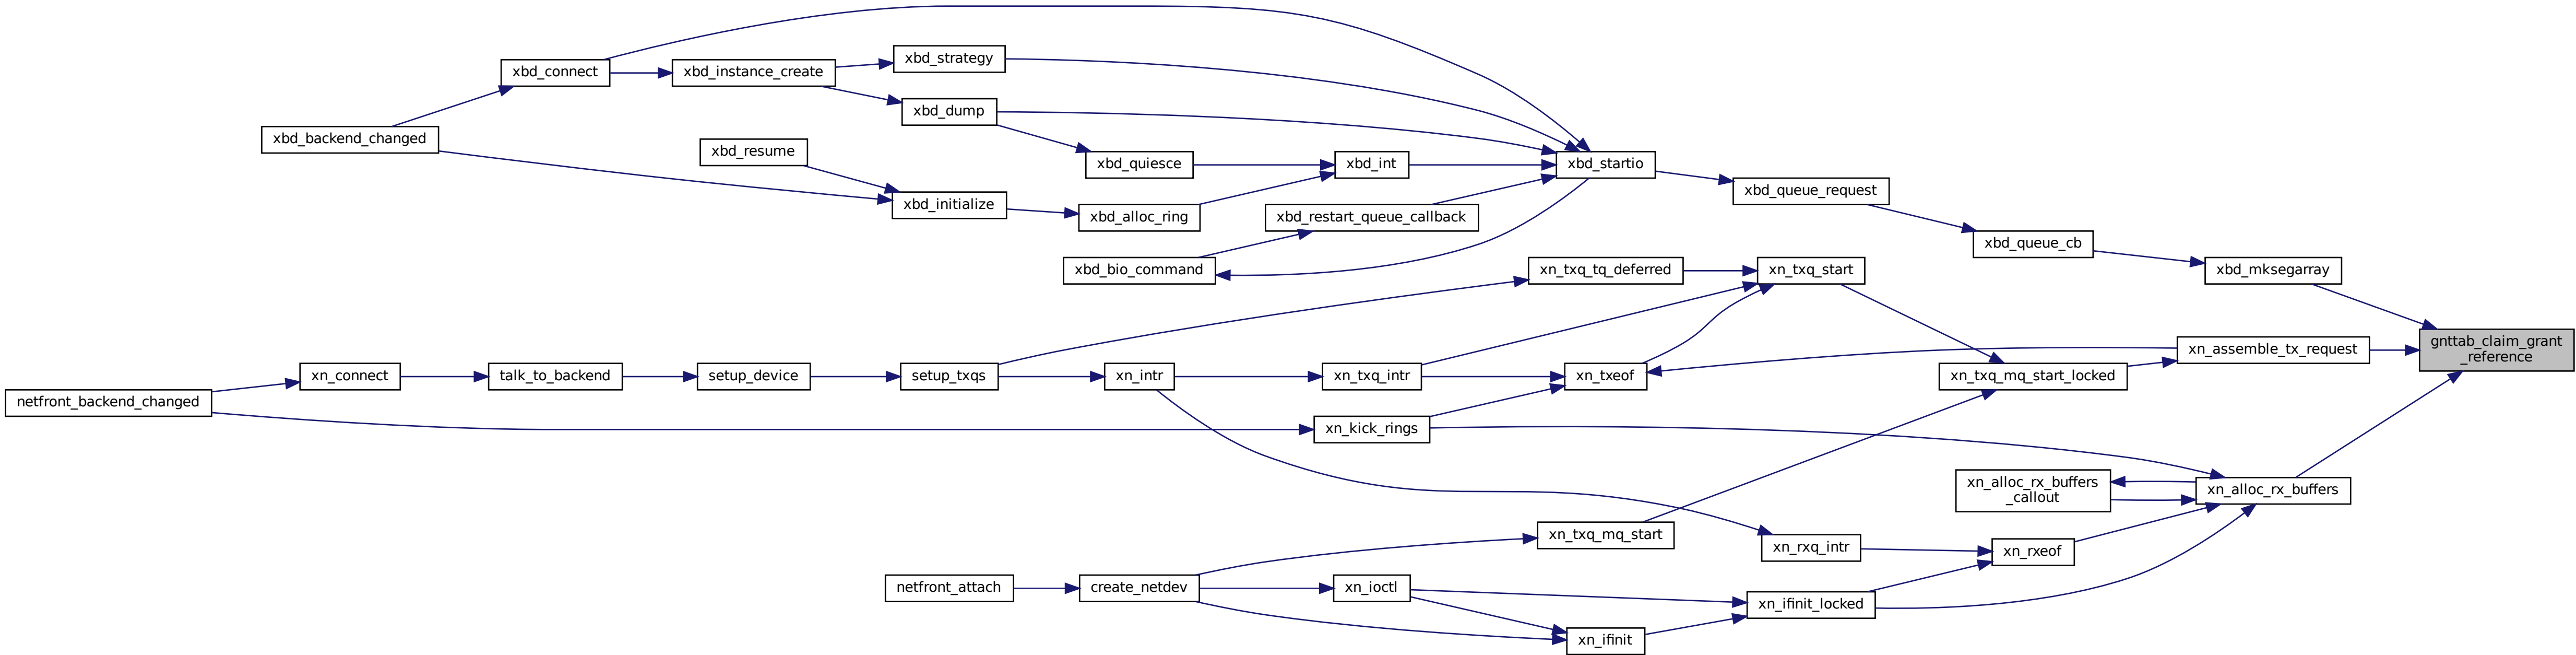 xbd_strategy
xbd_connect
xbd_instance_create
xbd_dump
xbd_backend_changed
xbd_resume
xbd_quiesce
xbd_int
xbd_startio
xbd_queue_request
xbd_initialize
xbd_alloc_ring
xbd_restart_queue_callback
xbd_queue_cb
xbd_bio_command
xn_txq_tq_deferred
xn_txq_start
xbd_mksegarray
gnttab_claim_grant
_reference
xn_assemble_tx_request
xn_connect
talk_to_backend
setup_device
setup_txqs
xn_intr
xn_txq_intr
xn_txeof
xn_txq_mq_start_locked
netfront_backend_changed
xn_kick_rings
xn_alloc_rx_buffers
_callout
xn_alloc_rx_buffers
xn_txq_mq_start
xn_rxq_intr
xn_rxeof
netfront_attach
create_netdev
xn_ioctl
xn_ifinit_locked
xn_ifinit